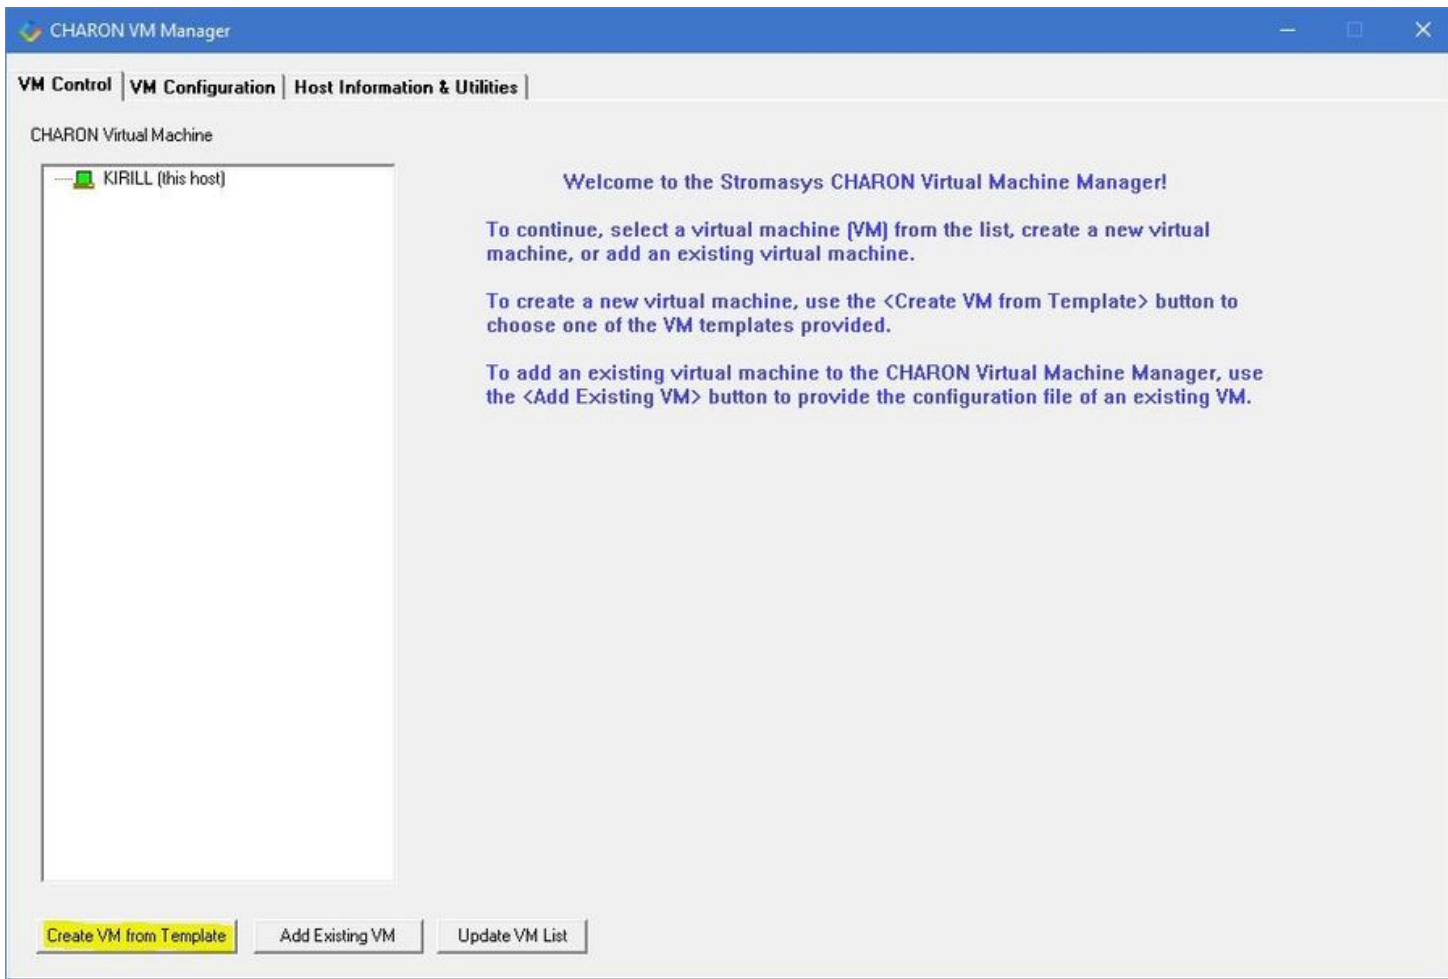 CHARON VM Manager
VM Control VM Configuration Host Information & Utilities
CHARON Virtual Machine
KIRILL (this host)
Welcome to the Stromasys CHARON Virtual Machine Manager!
To continue, select a virtual machine (VM) from the list, create a new virtual
machine, or add an existing virtual machine.
To create a new virtual machine, use the <Create VM from Template> button to
choose one of the VM templates provided.
To add an existing virtual machine to the CHARON Virtual Machine Manager, use
the <Add Existing VM> button to provide the configuration file of an existing VM.
Create VM from Template Add Existing VM Update VM List